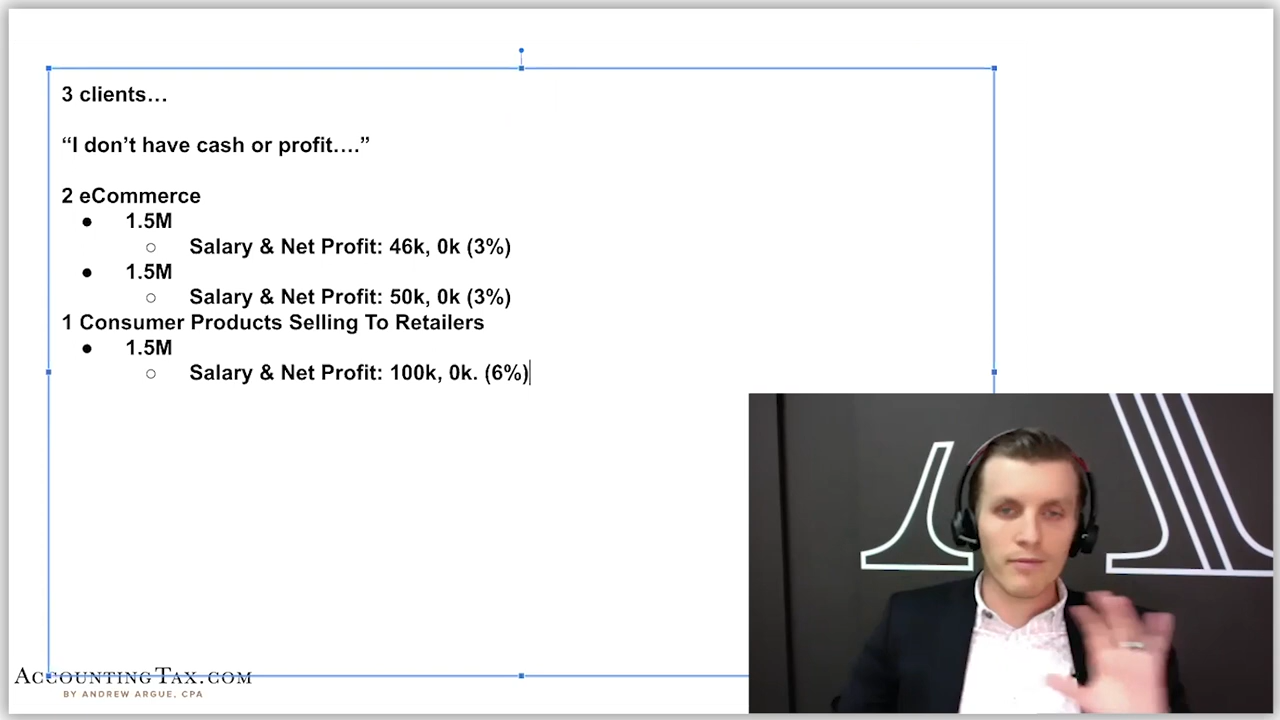 3 clients…
“I don’t have cash or profit….”
2 eCommerce
● 1.5M
○ Salary & Net Profit: 46k, 0k (3%)
● 1.5M
○ Salary & Net Profit: 50k, 0k (3%)
1 Consumer Products Selling To Retailers
● 1.5M
○ Salary & Net Profit: 100k, 0k. (6%)
ACCOUNTINGTAX.COM
BY ANDREW ARGUE, CPA